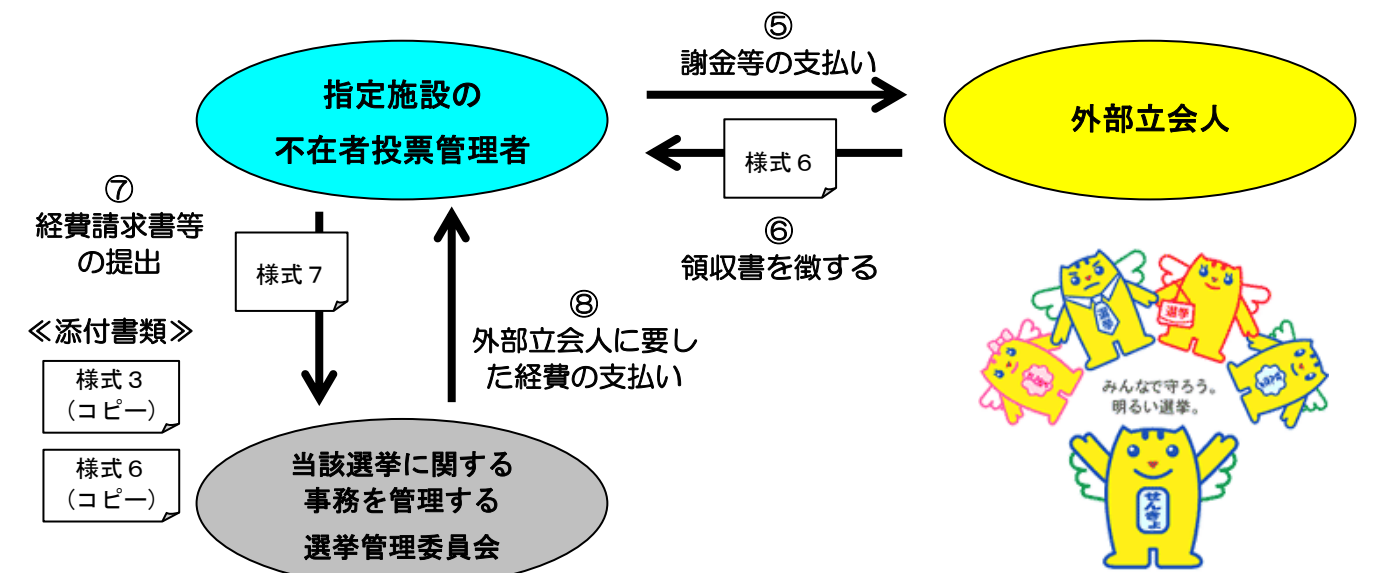 ⑤
謝金等の支払い
指定施設の
不在者投票管理者
外部立会人
様式６
⑥
領収書を徴する
⑦
経費請求書等
の提出
様式７
⑧
外部立会人に要し
た経費の支払い
≪添付書類≫
様式３
（コピー）
様式６
（コピー）
当該選挙に関する
事務を管理する
選挙管理委員会
選挙
選挙
みんなで守ろう。
明るい選挙。
せんきょ